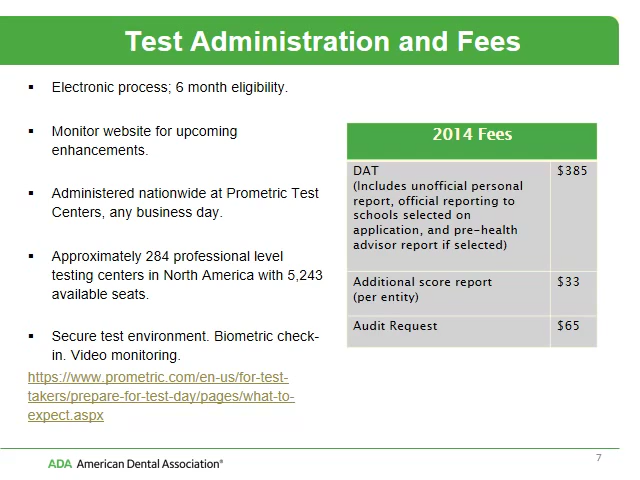 Test Administration and Fees
▪ Electronic process; 6 month eligibility.
▪ Monitor website for upcoming
enhancements.
▪ Administered nationwide at Prometric Test
Centers, any business day.
▪ Approximately 284 professional level
testing centers in North America with 5,243
available seats.
▪ Secure test environment. Biometric check-
in. Video monitoring.
https://www.prometric.com/en-us/for-test-
takers/prepare-for-test-day/pages/what-to-
expect.aspx
2014 Fees
DAT $385
(Includes unofficial personal
report, official reporting to
schools selected on
application, and pre-health
advisor report if selected)
Additional score report $33
(per entity)
Audit Request $65
ADA American Dental Association®
7